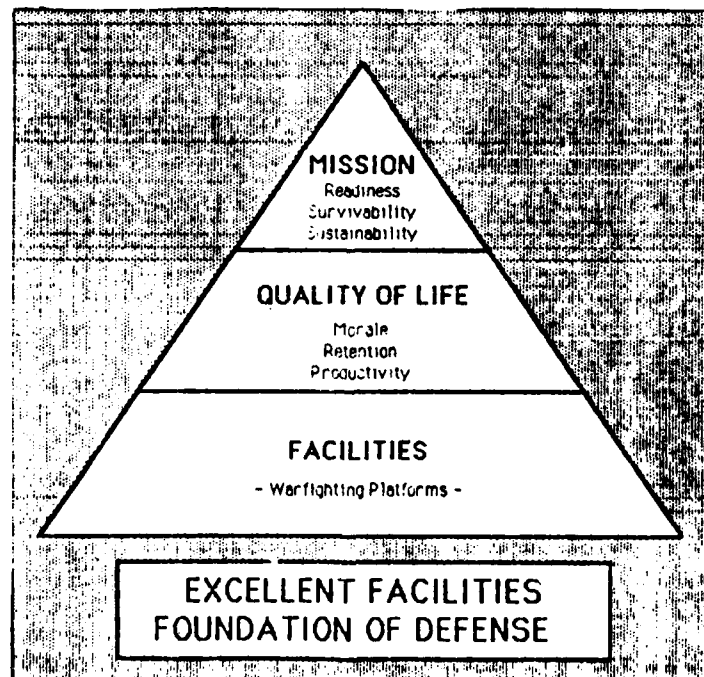 MISSION
Readiness
Survivability
Sustainability
QUALITY OF LIFE
Morale
Retention
Productivity
FACILITIES
- Warfighting Platforms -
EXCELLENT FACILITIES
FOUNDATION OF DEFENSE